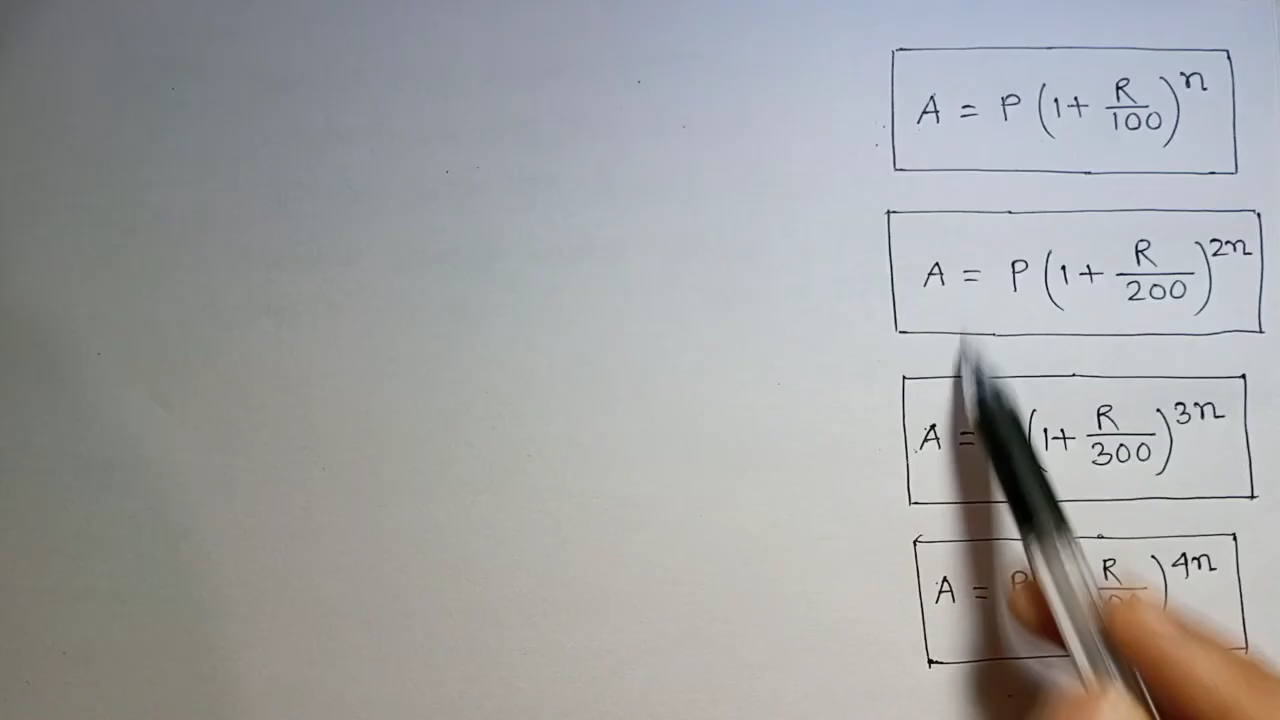 A = P (1 + R/100)^n
A = P (1 + R/200)^2n
A = (1 + R/300)^3n
A = P R )^4n